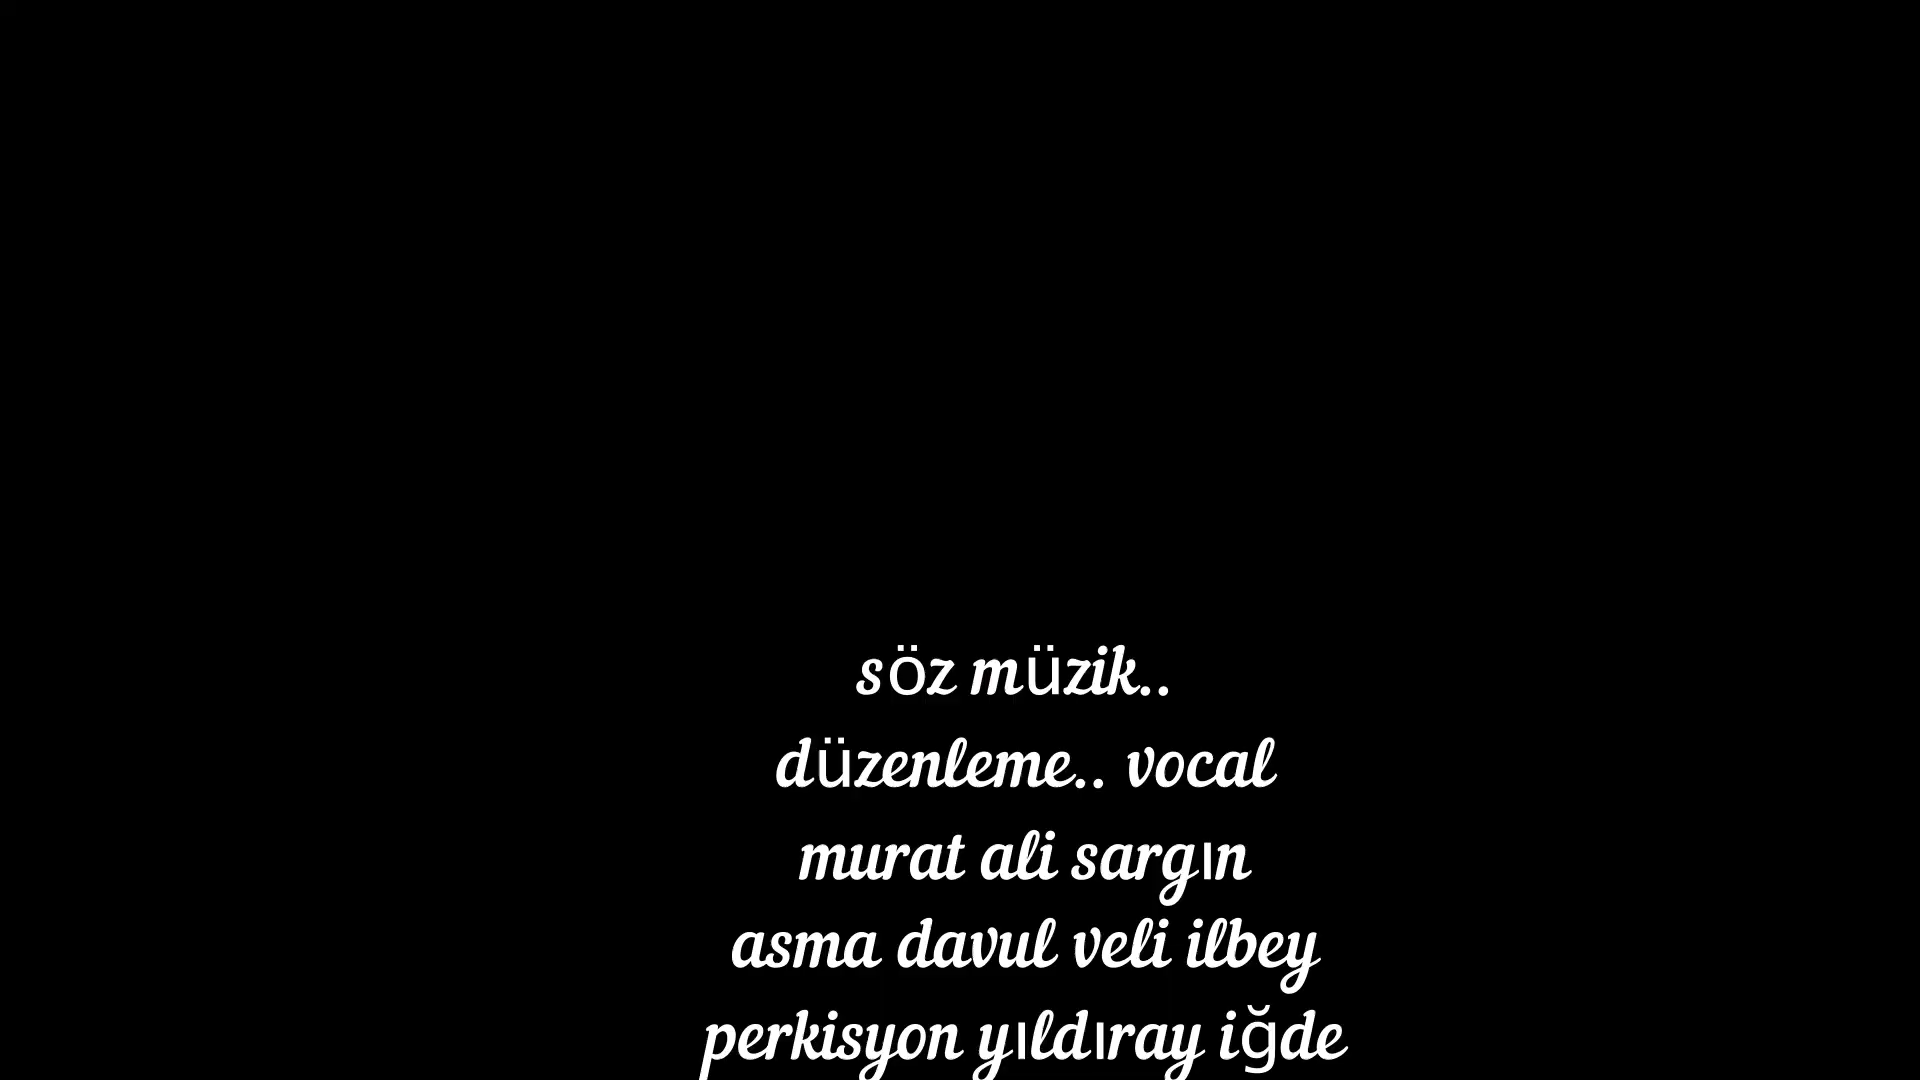 söz müzik..
düzenleme.. vocal
murat ali sargın
asma davul veli ilbey
perkisyon yıldıray iğde